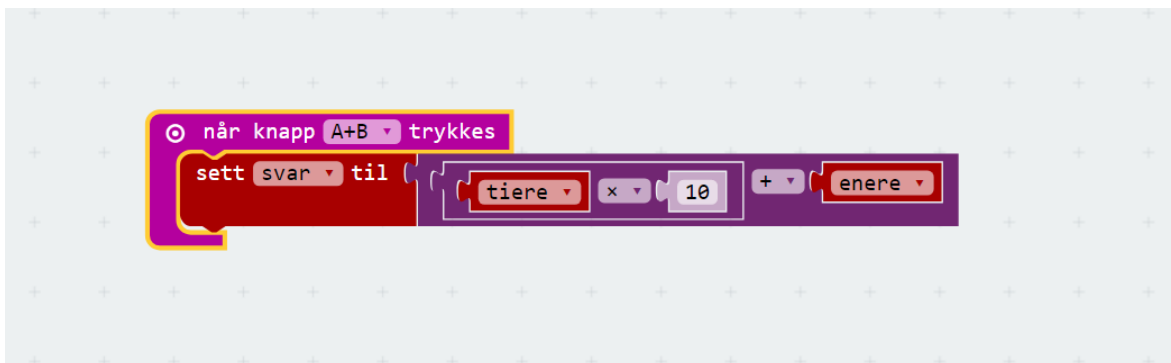 når knapp A+B trykkes
sett svar til tiere × 10 + enere